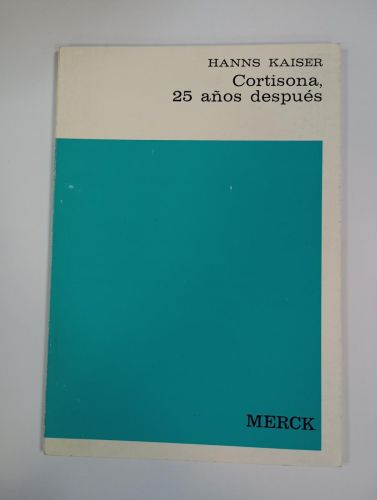 HANNS KAISER
Cortisona,
25 años después
MERCK